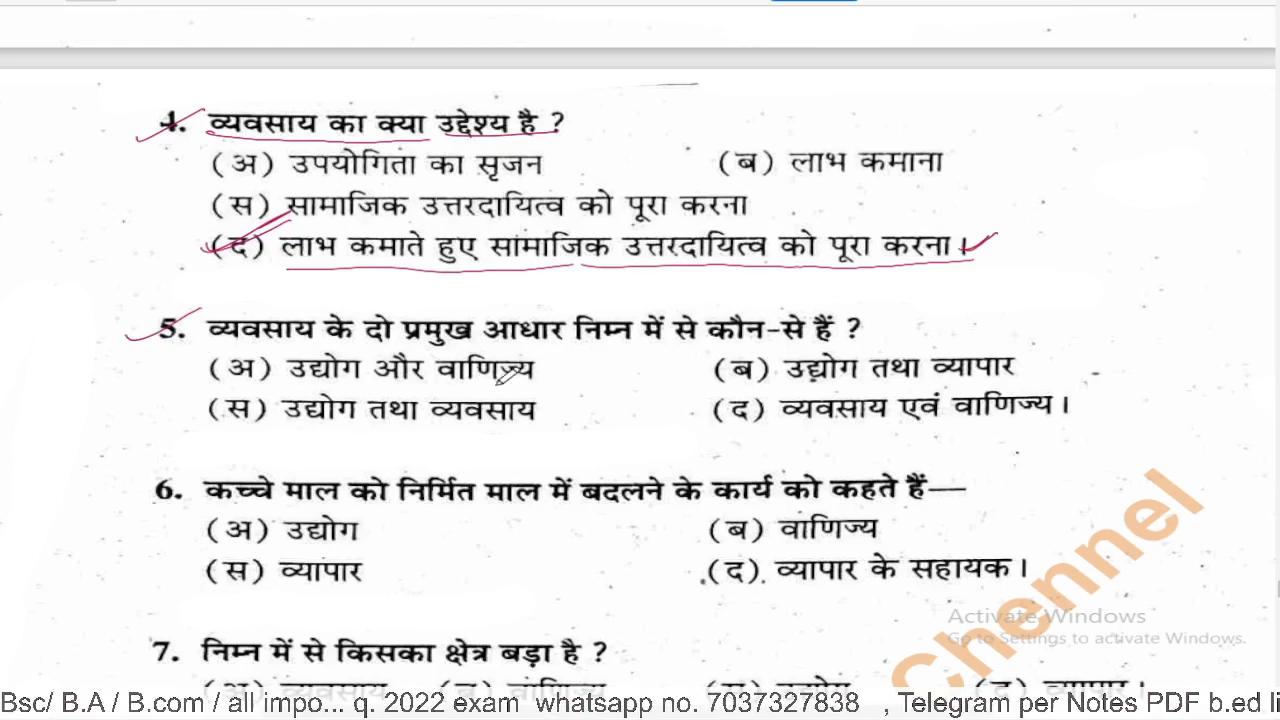 4. व्यवसाय का क्या उद्देश्य है ?
(अ) उपयोगिता का सृजन (ब) लाभ कमाना
(स) सामाजिक उत्तरदायित्व को पूरा करना
(द) लाभ कमाते हुए सामाजिक उत्तरदायित्व को पूरा करना।
5. व्यवसाय के दो प्रमुख आधार निम्न में से कौन-से हैं ?
(अ) उद्योग और वाणिज्य (ब) उद्योग तथा व्यापार
(स) उद्योग तथा व्यवसाय (द) व्यवसाय एवं वाणिज्य।
6. कच्चे माल को निर्मित माल में बदलने के कार्य को कहते हैं—
(अ) उद्योग (ब) वाणिज्य
(स) व्यापार (द) व्यापार के सहायक।
Chennel
Activate Windows
Go to Settings to activate Windows.
7. निम्न में से किसका क्षेत्र बड़ा है ?
(अ) व्यवसाय (ब) वाणिज्य (स) उद्योग (द) व्यापार।
Bsc/ B.A / B.com / all impo... q. 2022 exam whatsapp no. 7037327838 , Telegram per Notes PDF b.ed li